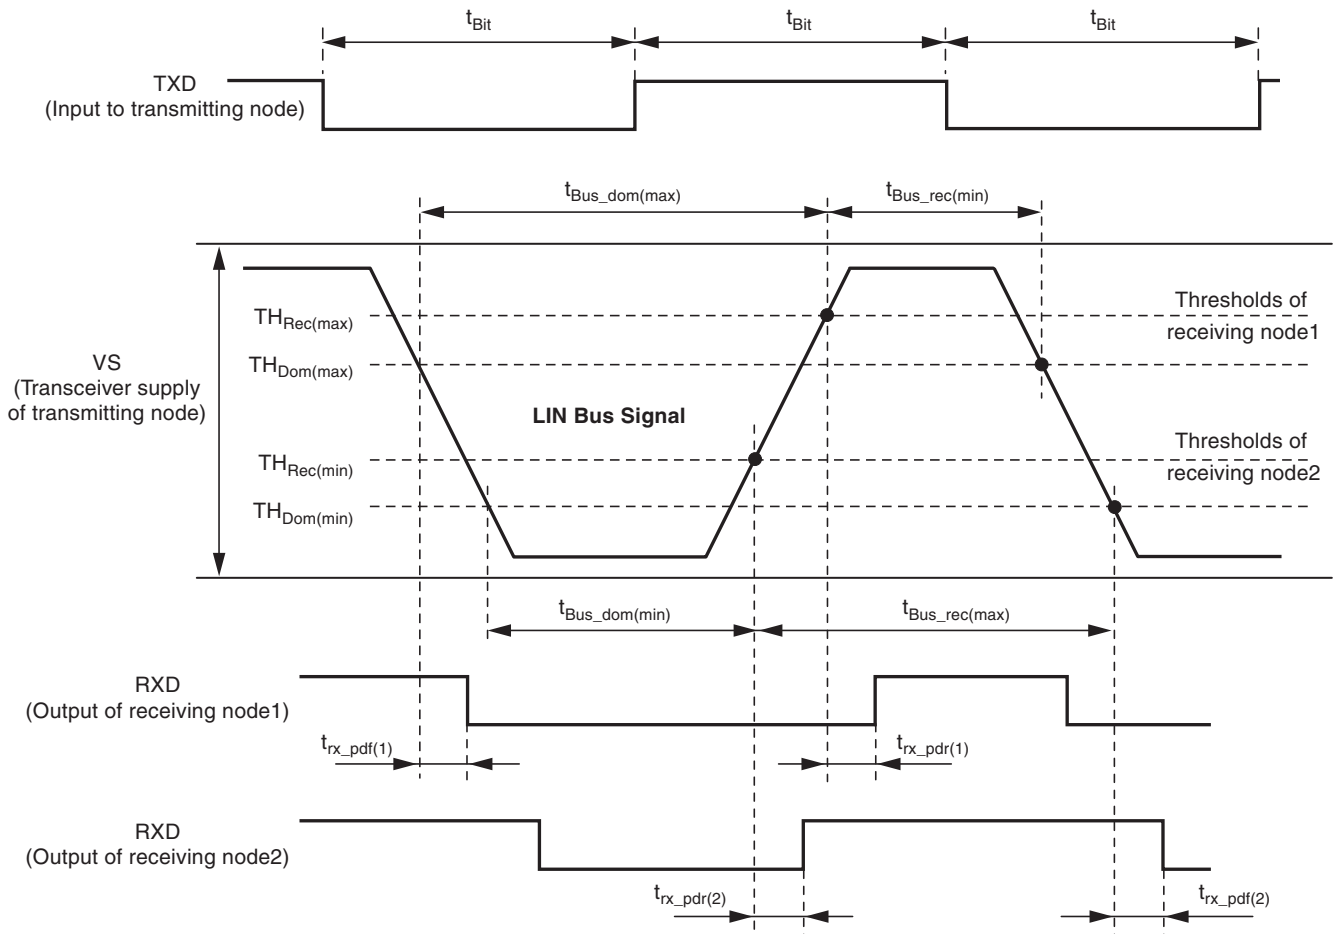 tBit
tBit
tBit
TXD
(Input to transmitting node)
tBus_dom(max)
tBus_rec(min)
THRec(max)
Thresholds of
receiving node1
VS
(Transceiver supply
of transmitting node)
THDom(max)
LIN Bus Signal
THRec(min)
Thresholds of
receiving node2
THDom(min)
tBus_dom(min)
tBus_rec(max)
RXD
(Output of receiving node1)
trx_pdf(1)
trx_pdr(1)
RXD
(Output of receiving node2)
trx_pdr(2)
trx_pdf(2)